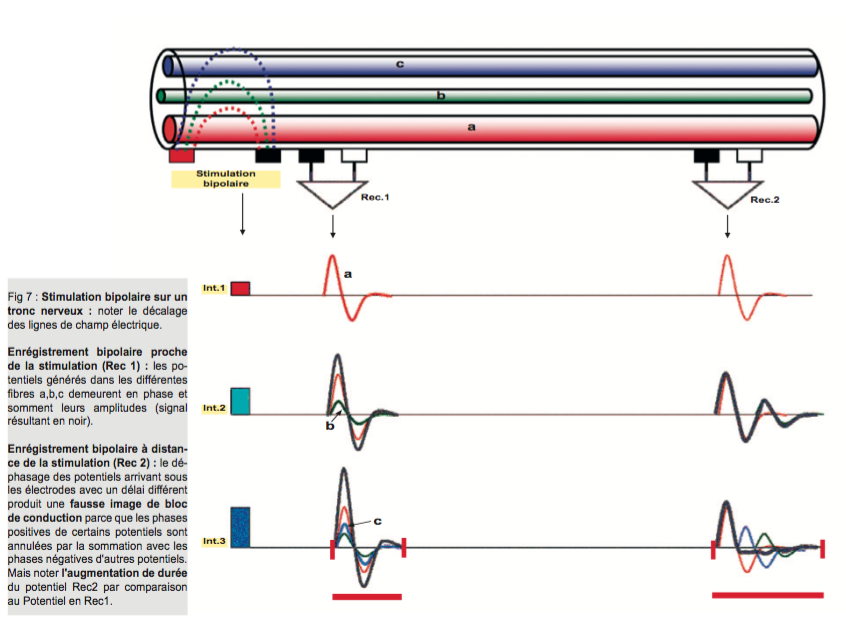 c
b
a
Stimulation
bipolaire
Rec.1
Rec.2
Int.1
a
Fig 7 : Stimulation bipolaire sur un
tronc nerveux : noter le décalage
des lignes de champ électrique.
Enrégistrement bipolaire proche
de la stimulation (Rec 1) : les po-
tentiels générés dans les différentes
fibres a,b,c demeurent en phase et
somment leurs amplitudes (signal
résultant en noir).
Enrégistrement bipolaire à distan-
ce de la stimulation (Rec 2) : le dé-
phasage des potentiels arrivant sous
les électrodes avec un délai différent
produit une fausse image de bloc
de conduction parce que les phases
positives de certains potentiels sont
annulées par la sommation avec les
phases négatives d'autres potentiels.
Mais noter l'augmentation de durée
du potentiel Rec2 par comparaison
au Potentiel en Rec1.
Int.2
b
Int.3
c